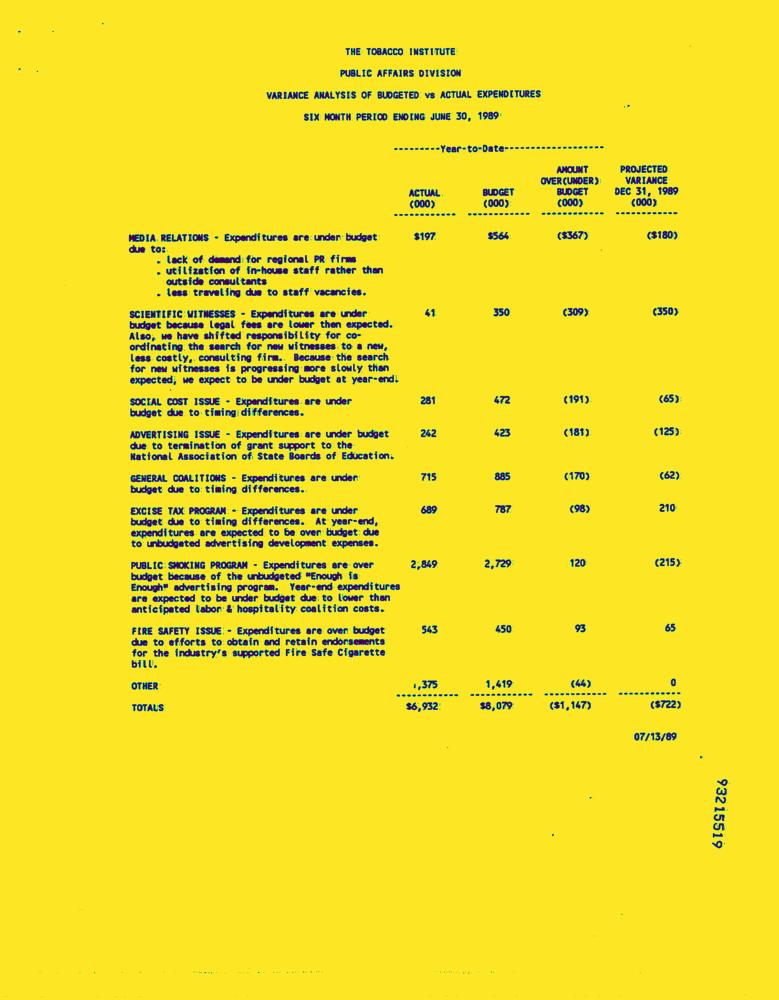 THE TOBACCO INSTITUTE
PUBLIC AFFAIRS DIVISION
VARIANCE ANALYSIS OF BUDGETED vs ACTUAL EXPENDITURES
SIX MONTH PERIOD ENDING JUNE 30, 1989
---------Year-to-Date-------------------
AMOUNT PROJECTED
OVER(UNDER) VARIANCE
ACTUAL BUDGET BUDGET DEC 31, 1989
(000) (000) (000) (000)
MEDIA RELATIONS - Expenditures are under budget $197 $564 ($367) ($180)
due to:
. lack of demand for regional PR firms
. utilization of in-house staff rather than
outside consultants
. less traveling due to staff vacancies.
SCIENTIFIC WITNESSES - Expenditures are under 41 350 (309) (350)
budget because legal fees are lower then expected.
Also, we have shifted responsibility for co-
ordinating the search for new witnesses to a new,
less costly, consulting firm. Because the search
for new witnesses is progressing more slowly than
expected, we expect to be under budget at year-end.
SOCIAL COST ISSUE - Expenditures are under 281 472 (191) (65)
budget due to timing differences.
ADVERTISING ISSUE - Expenditures are under budget 242 423 (181) (125)
due to termination of grant support to the
National Association of State Boards of Education.
GENERAL COALITIONS - Expenditures are under 715 885 (170) (62)
budget due to timing differences.
EXCISE TAX PROGRAM - Expenditures are under 689 787 (98) 210
budget due to timing differences. At year-end,
expenditures are expected to be over budget due
to unbudgeted advertising development expenses.
PUBLIC SMOKING PROGRAM - Expenditures are over 2,849 2,729 120 (215)
budget because of the unbudgeted "Enough is
Enough" advertising program. Year-end expenditures
are expected to be under budget due to lower than
anticipated labor & hospitality coalition costs.
FIRE SAFETY ISSUE - Expenditures are over budget 543 450 93 65
due to efforts to obtain and retain endorsements
for the industry's supported Fire Safe Cigarette
bill.
OTHER 1,375 1,419 (44) 0
TOTALS $6,932 $8,079 ($1,147) ($722)
07/13/89
93215519